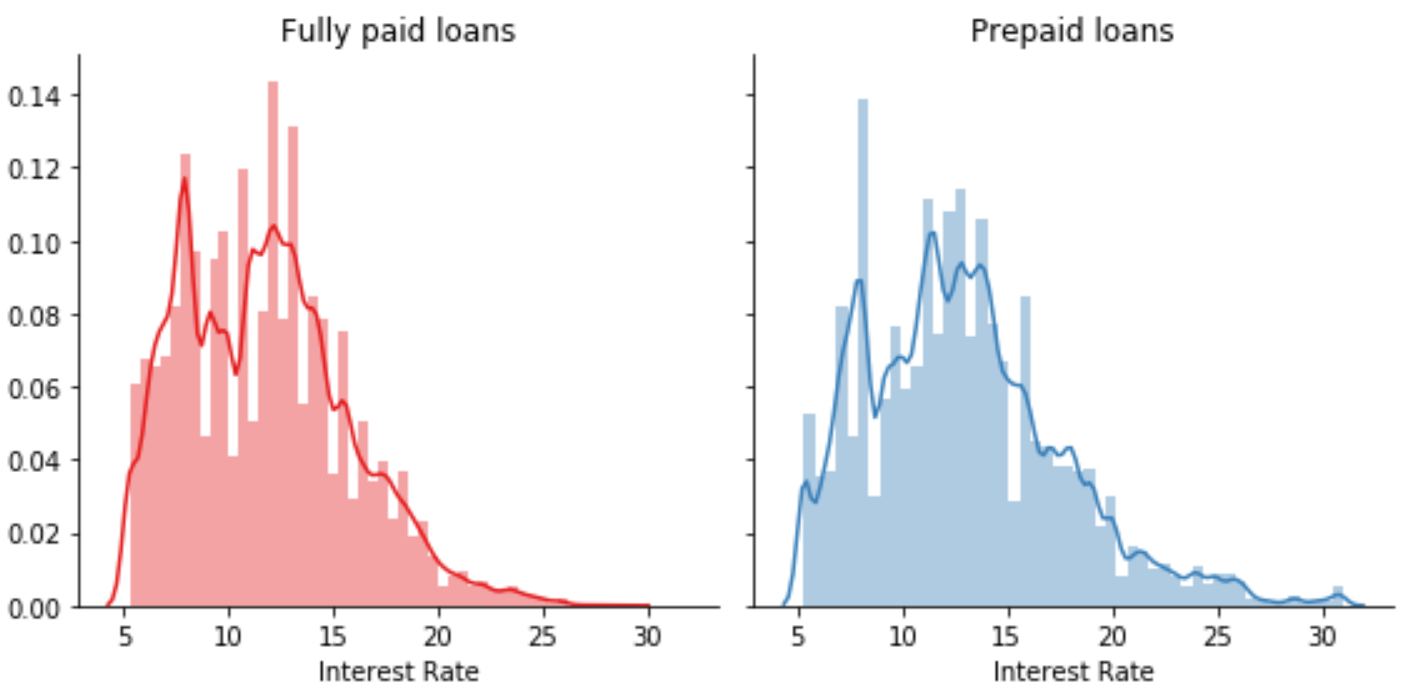 Fully paid loans
Prepaid loans
0.14
0.12
0.10
0.08
0.06
0.04
0.02
0.00
5 10 15 20 25 30
5 10 15 20 25 30
Interest Rate
Interest Rate